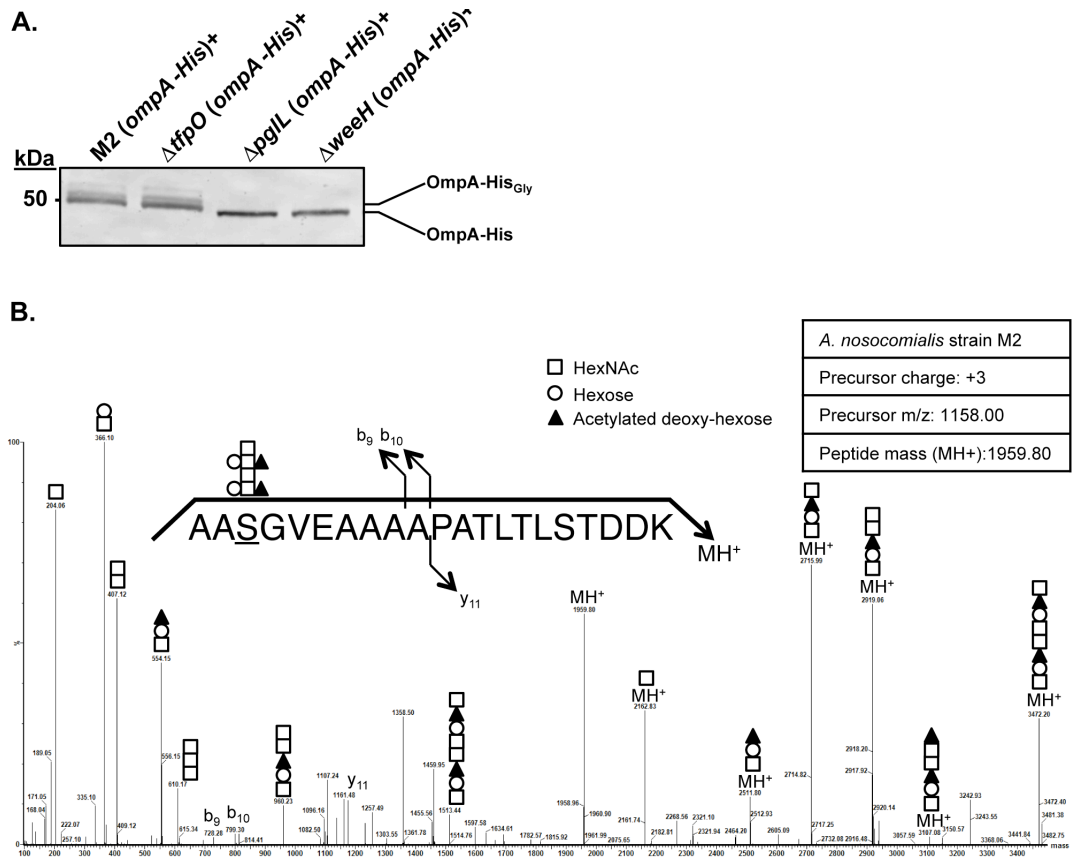 A.
M2 (ompA-His)+
ΔtfpO (ompA-His)+
ΔpglL (ompA-His)+
ΔweeH (ompA-His)+
kDa
50
OmpA-HisGly
OmpA-His
B.
A. nosocomialis strain M2
Precursor charge: +3
Precursor m/z: 1158.00
Peptide mass (MH+):1959.80
HexNAc
Hexose
Acetylated deoxy-hexose
b9 b10
AASGVEAAAAPATLTLSTDDK
MH+
y11
100
%
366.10
204.06
407.12
554.15
189.05
171.05
168.04
222.07
257.10
335.10
409.12
556.15
610.17
615.34
b9
728.28
b10
799.30
814.41
960.23
1082.50
1096.16
1107.24
y11
1161.48
1257.49
1303.55
1358.50
1361.78
1455.56
1459.95
1513.44
1514.76
1597.58
1634.61
1782.57
1815.92
MH+
1959.80
1958.96
1960.90
1961.99
2075.65
MH+
2162.83
2161.74
2182.81
2268.56
2321.10
2321.94
2464.20
MH+
2511.80
2512.93
2605.09
MH+
2715.99
2714.82
2717.25
2732.08
MH+
2919.06
2918.20
2917.92
2920.14
2916.48
3057.59
MH+
3107.08
3150.57
3242.93
3243.55
3368.06
3441.84
MH+
3472.20
3472.40
3481.38
3482.75
100 200 300 400 500 600 700 800 900 1000 1100 1200 1300 1400 1500 1600 1700 1800 1900 2000 2100 2200 2300 2400 2500 2600 2700 2800 2900 3000 3100 3200 3300 3400 mass